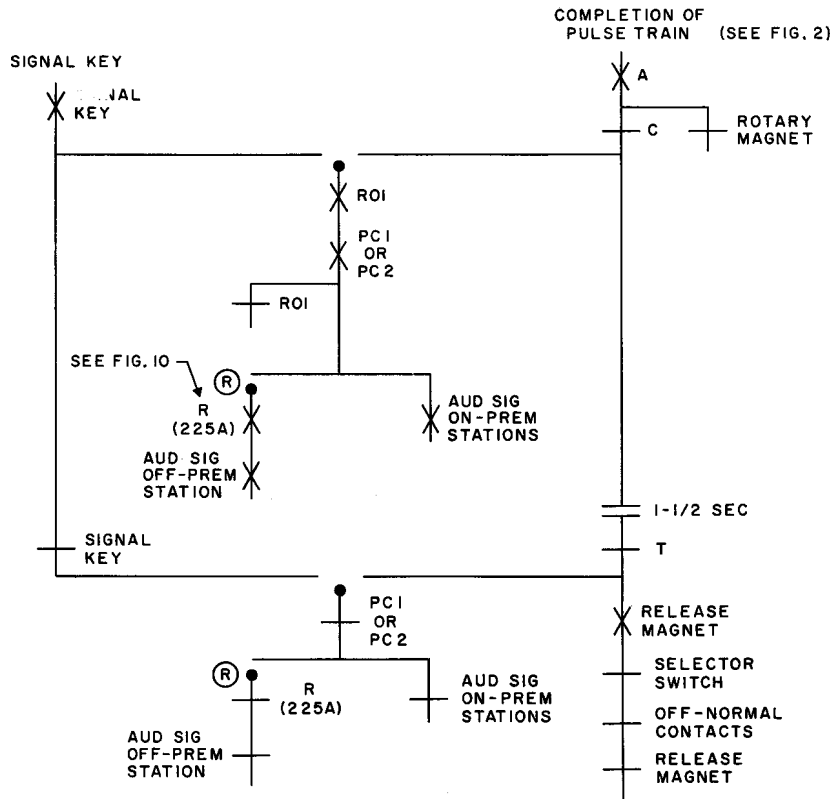 COMPLETION OF
PULSE TRAIN (SEE FIG. 2)
SIGNAL KEY
A
KEY
C
ROTARY
MAGNET
RO1
PC1
OR
PC2
RO1
SEE FIG. 10
R
R
(225A)
AUD SIG
ON-PREM
STATIONS
AUD SIG
OFF-PREM
STATION
1-1/2 SEC
SIGNAL
KEY
T
PC1
OR
PC2
RELEASE
MAGNET
R
R
(225A)
AUD SIG
ON-PREM
STATIONS
SELECTOR
SWITCH
OFF-NORMAL
CONTACTS
AUD SIG
OFF-PREM
STATION
RELEASE
MAGNET